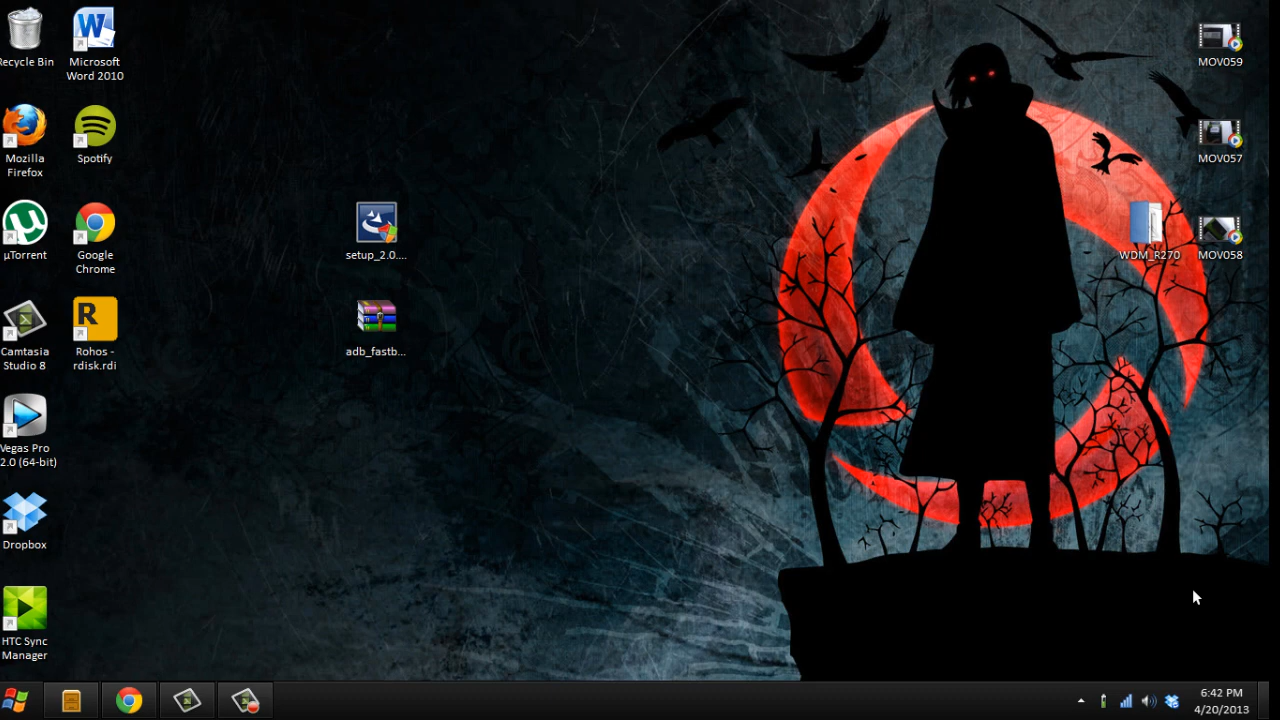 Recycle Bin
Microsoft
Word 2010
Mozilla
Firefox
Spotify
µTorrent
Google
Chrome
Camtasia
Studio 8
Rohos -
rdisk.rdi
R
Vegas Pro
2.0 (64-bit)
Dropbox
HTC Sync
Manager
setup_2.0....
adb_fastb...
MOV059
MOV057
WDM_R270
MOV058
6:42 PM
4/20/2013